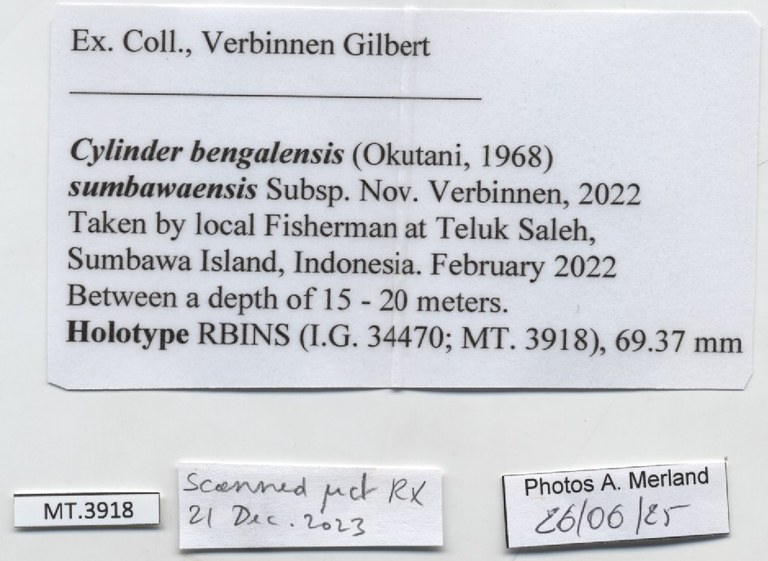 Ex. Coll., Verbinnen Gilbert
Cylinder bengalensis (Okutani, 1968)
sumbawaensis Subsp. Nov. Verbinnen, 2022
Taken by local Fisherman at Teluk Saleh,
Sumbawa Island, Indonesia. February 2022
Between a depth of 15 - 20 meters.
Holotype RBINS (I.G. 34470; MT. 3918), 69.37 mm
MT.3918
Scanned µct RX
21 Dec. 2023
Photos A. Merland
26/06/25